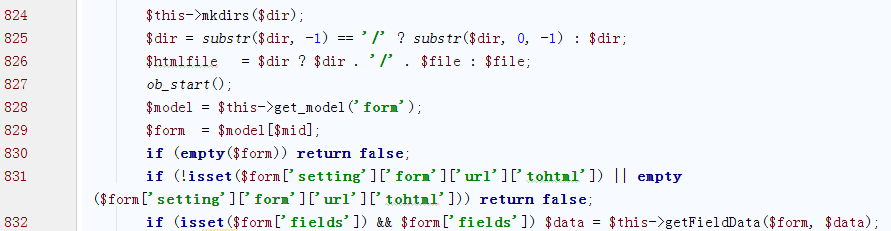 824 $this->mkdirs($dir);
825 $dir = substr($dir, -1) == '/' ? substr($dir, 0, -1) : $dir;
826 $htmlfile   = $dir ? $dir . '/' . $file : $file;
827 ob_start();
828 $model = $this->get_model('form');
829 $form  = $model[$mid];
830 if (empty($form)) return false;
831 if (!isset($form['setting']['form']['url']['tohtml']) || empty
($form['setting']['form']['url']['tohtml'])) return false;
832 if (isset($form['fields']) && $form['fields']) $data = $this->getFieldData($form, $data);